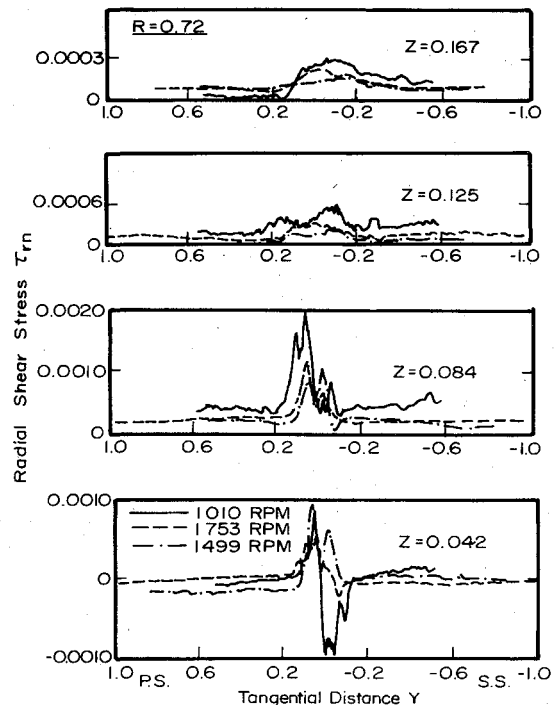 R=0.72
Z=0.167
0.0003
0
1.0 0.6 0.2 -0.2 -0.6 -1.0
Z=0.125
0.0006
0
1.0 0.6 0.2 -0.2 -0.6 -1.0
Radial Shear Stress τrn
0.0020
0.0010
Z=0.084
0
1.0 0.6 0.2 -0.2 -0.6 -1.0
0.0010
1010 RPM
1753 RPM
1499 RPM
Z=0.042
0
-0.0010
1.0 0.6 0.2 -0.2 -0.6 -1.0
P.S. S.S.
Tangential Distance Y